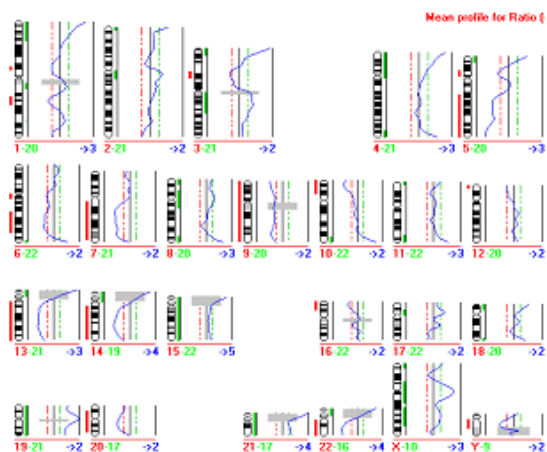 Mean profile for Ratio (
1-20 ->3 2-21 ->2 3-21 ->2 4-21 ->3 5-20 ->3
6-22 ->2 7-21 ->2 8-20 ->3 9-20 ->2 10-22 ->2 11-22 ->3 12-20 ->2
13-21 ->3 14-19 ->4 15-22 ->5 16-22 ->2 17-22 ->2 18-20 ->2
19-21 ->2 20-17 ->2 21-17 ->4 22-16 ->4 X-10 ->3 Y-9 ->2